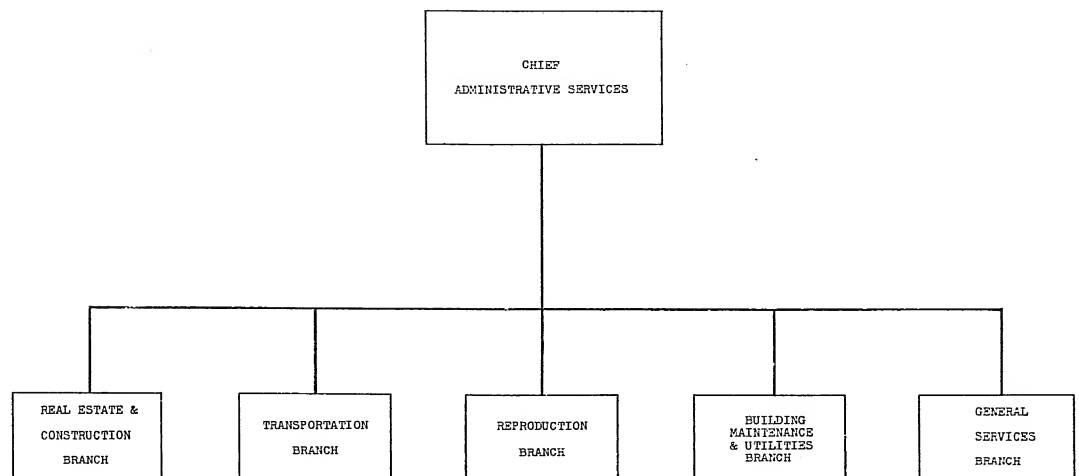 CHIEF
ADMINISTRATIVE SERVICES
REAL ESTATE &
CONSTRUCTION
BRANCH
TRANSPORTATION
BRANCH
REPRODUCTION
BRANCH
BUILDING
MAINTENANCE
& UTILITIES
BRANCH
GENERAL
SERVICES
BRANCH